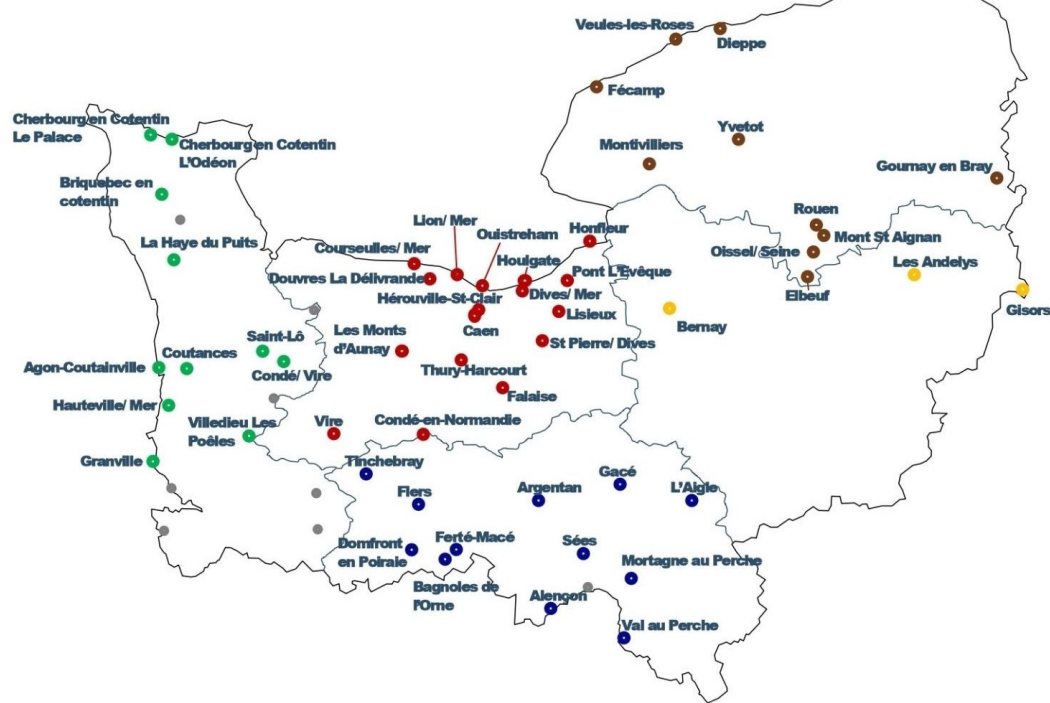 Veules-les-Roses
Dieppe
Fécamp
Yvetot
Montivilliers
Gournay en Bray
Cherbourg en Cotentin
Le Palace
Cherbourg en Cotentin
L'Odéon
Briquebec en
cotentin
La Haye du Puits
Lion/ Mer
Ouistreham
Honfleur
Rouen
Mont St Aignan
Oissel/ Seine
Les Andelys
Elbeuf
Gisors
Bernay
Courseulles/ Mer
Houlgate
Douvres La Délivrande
Pont L'Evêque
Hérouville-St-Clair
Dives/ Mer
Lisieux
Caen
St Pierre/ Dives
Les Monts
d'Aunay
Thury-Harcourt
Falaise
Saint-Lô
Coutances
Agon-Coutainville
Condé/ Vire
Hauteville/ Mer
Villedieu Les
Poêles
Granville
Vire
Condé-en-Normandie
Tinchebray
Flers
Argentan
Gacé
L'Aigle
Domfront
en Poiraie
Ferté-Macé
Sées
Mortagne au Perche
Bagnoles de
l'Orne
Alençon
Val au Perche